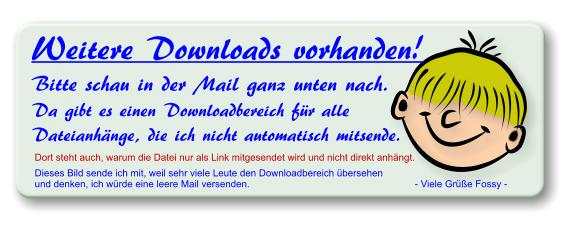 Weitere Downloads vorhanden!
Bitte schau in der Mail ganz unten nach.
Da gibt es einen Downloadbereich für alle
Dateianhänge, die ich nicht automatisch mitsende.
Dort steht auch, warum die Datei nur als Link mitgesendet wird und nicht direkt anhängt.
Dieses Bild sende ich mit, weil sehr viele Leute den Downloadbereich übersehen
und denken, ich würde eine leere Mail versenden. - Viele Grüße Fossy -